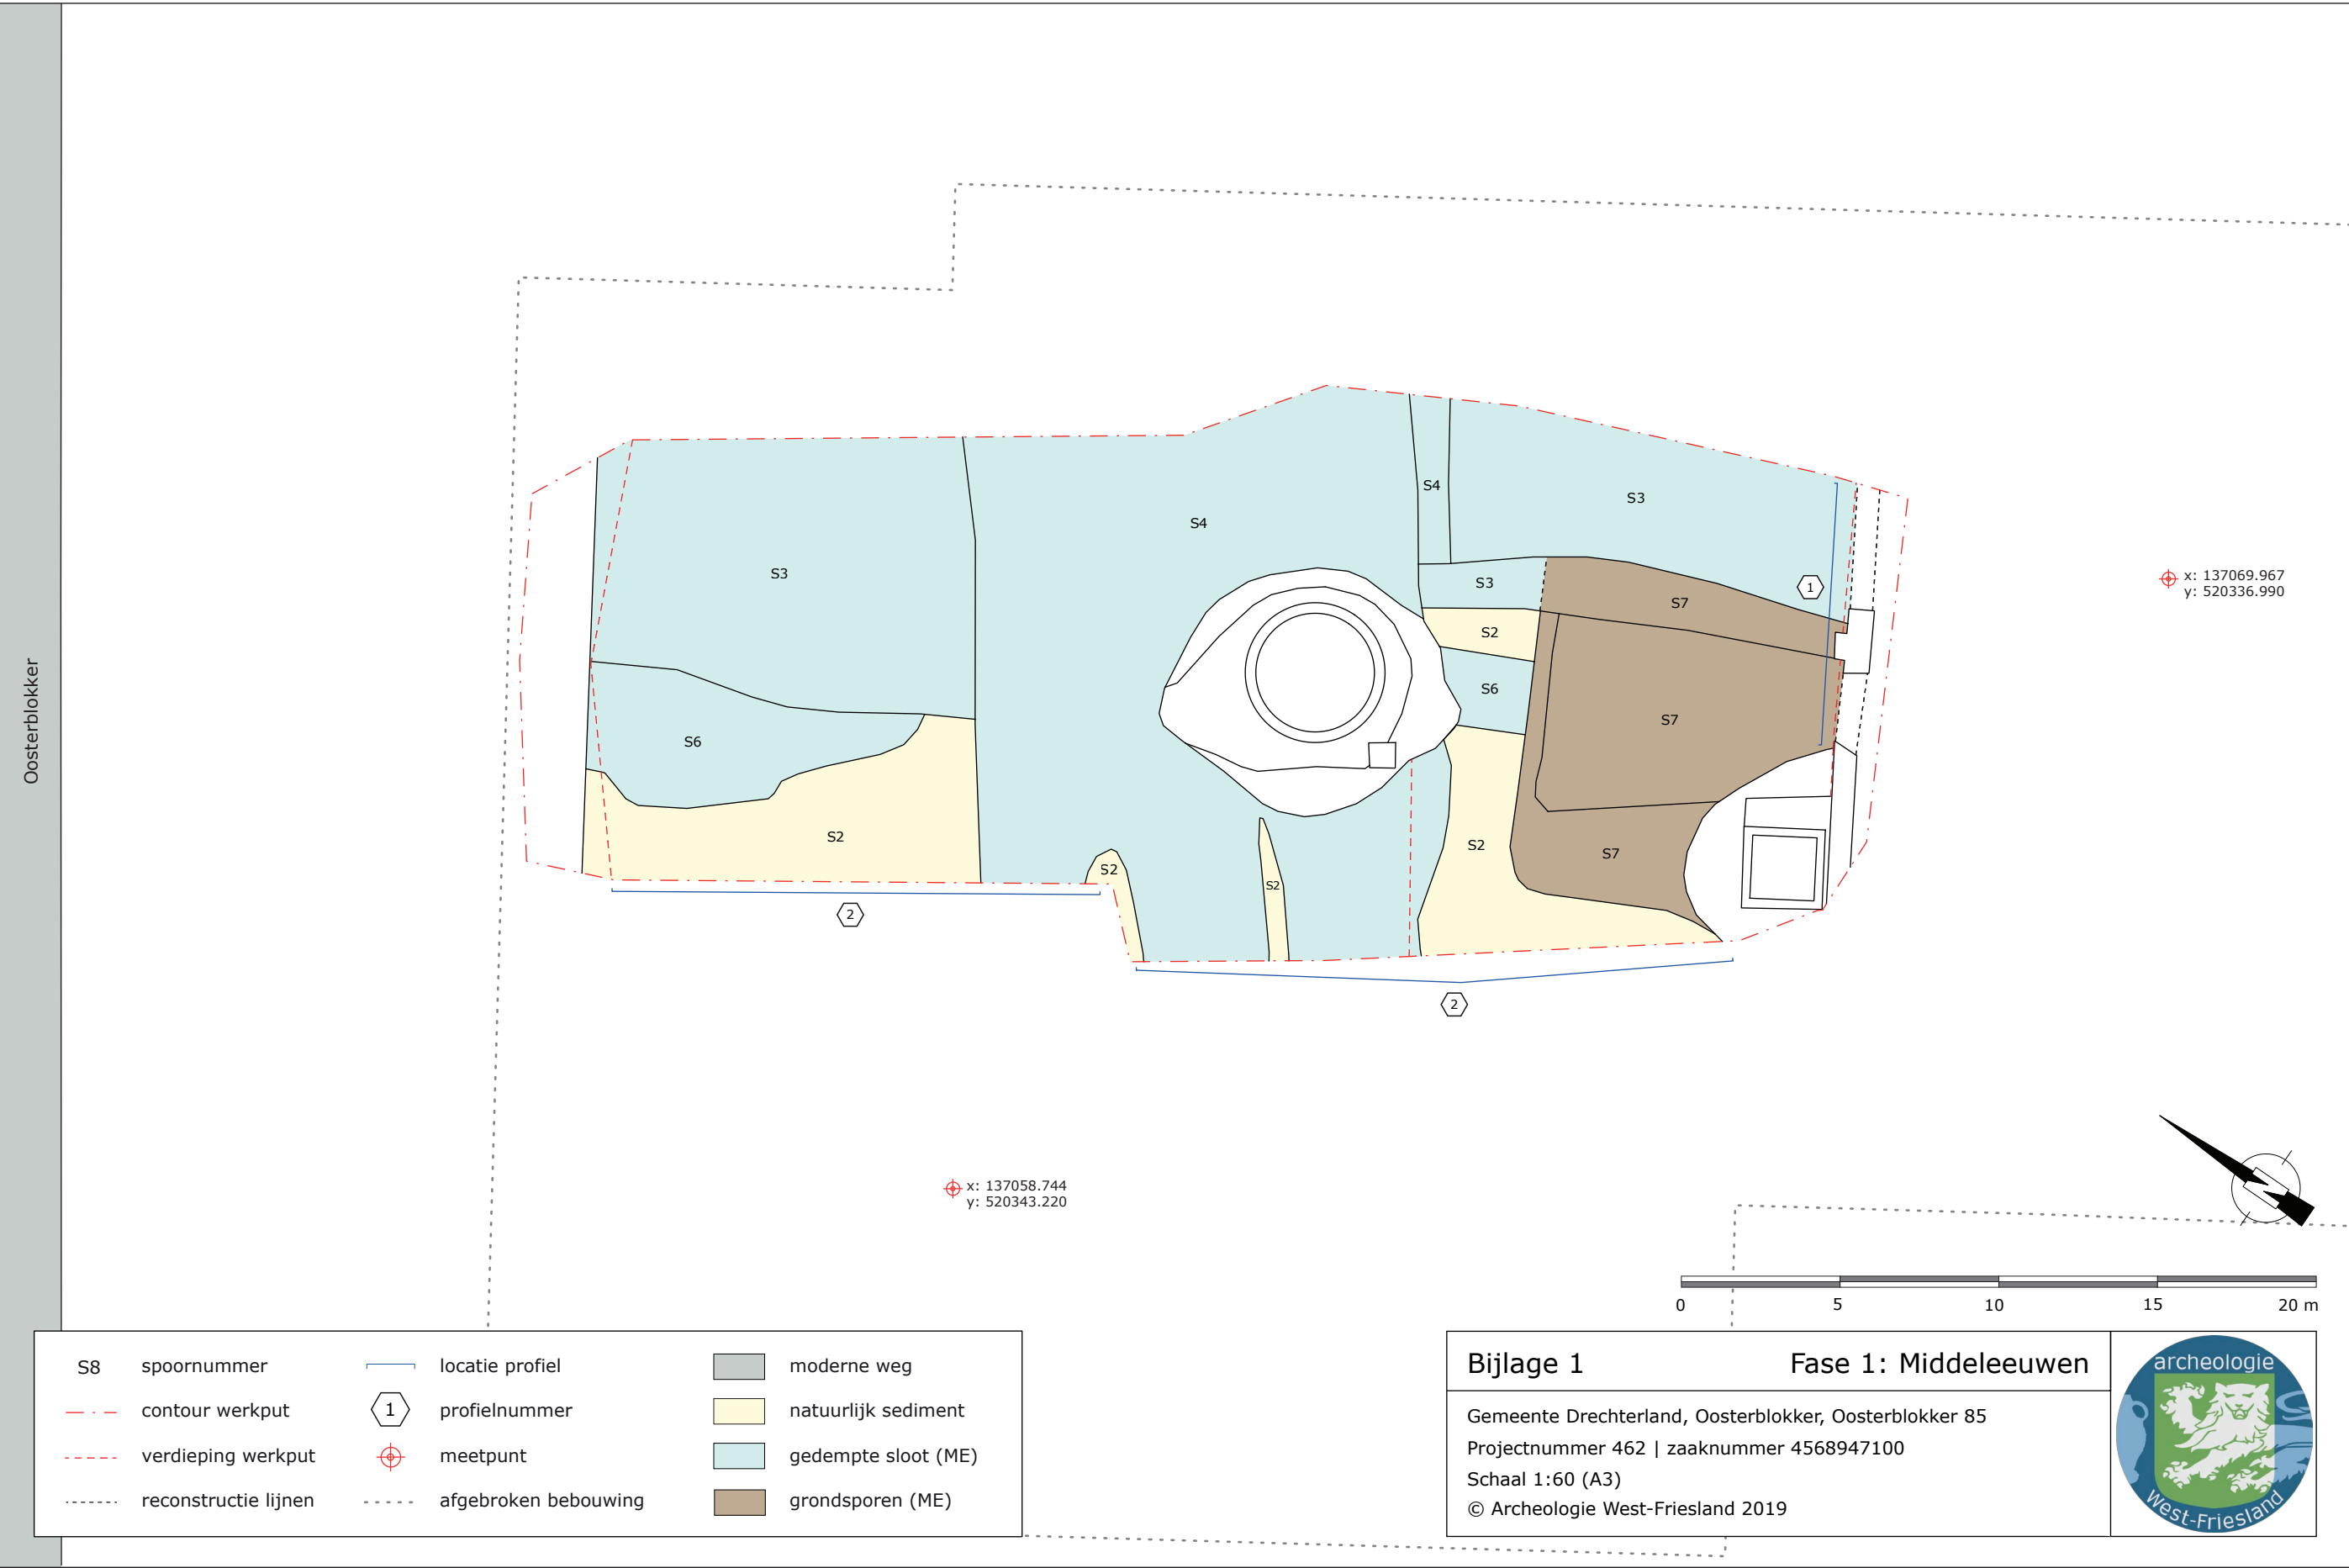 Oosterblokker
S4
S3
S4
S3
S3
S7
1
x: 137069.967
y: 520336.990
S2
S6
S7
S6
S2
S2
S7
S2
S2
2
2
x: 137058.744
y: 520343.220
0 5 10 15 20 m
S8 spoornummer
contour werkput
verdieping werkput
reconstructie lijnen
locatie profiel
1 profielnummer
meetpunt
afgebroken bebouwing
moderne weg
natuurlijk sediment
gedempte sloot (ME)
grondsporen (ME)
Bijlage 1 Fase 1: Middeleeuwen
Gemeente Drechterland, Oosterblokker, Oosterblokker 85
Projectnummer 462 | zaaknummer 4568947100
Schaal 1:60 (A3)
© Archeologie West-Friesland 2019
archeologie
West-Friesland